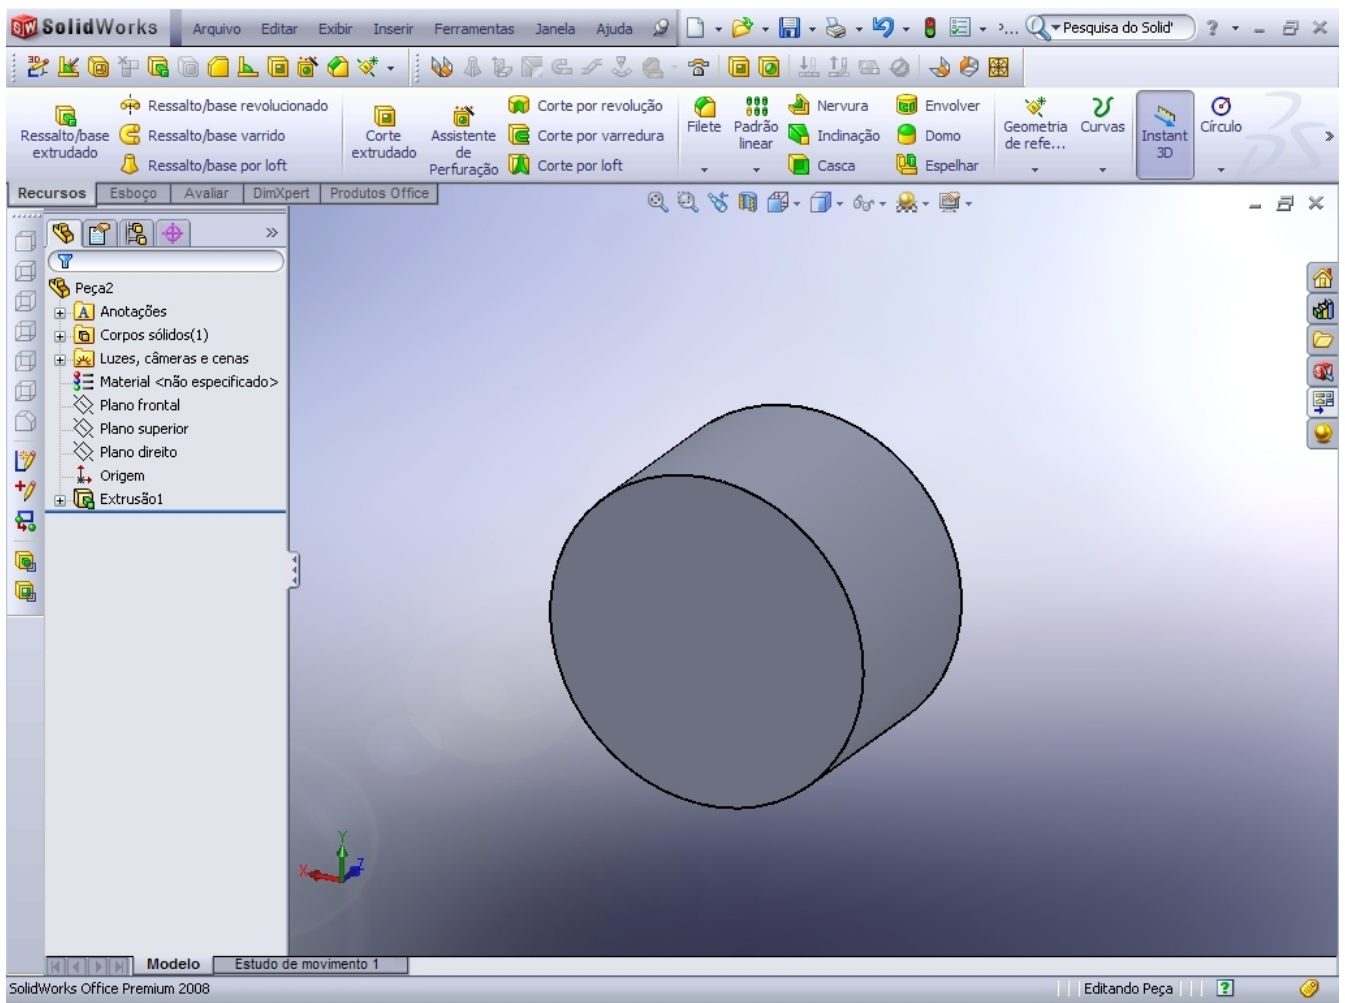 SolidWorks Arquivo Editar Exibir Inserir Ferramentas Janela Ajuda Pesquisa do Solid'
Ressalto/base extrudado
Ressalto/base revolucionado
Ressalto/base varrido
Ressalto/base por loft
Corte extrudado
Assistente de Perfuração
Corte por revolução
Corte por varredura
Corte por loft
Filete
Padrão linear
Nervura
Inclinação
Casca
Envolver
Domo
Espelhar
Geometria de refe...
Curvas
Instant 3D
Círculo
Recursos Esboço Avaliar DimXpert Produtos Office
Peça2
Anotações
Corpos sólidos(1)
Luzes, câmeras e cenas
Material <não especificado>
Plano frontal
Plano superior
Plano direito
Origem
Extrusão1
Y
X Z
Modelo Estudo de movimento 1
SolidWorks Office Premium 2008 Editando Peça